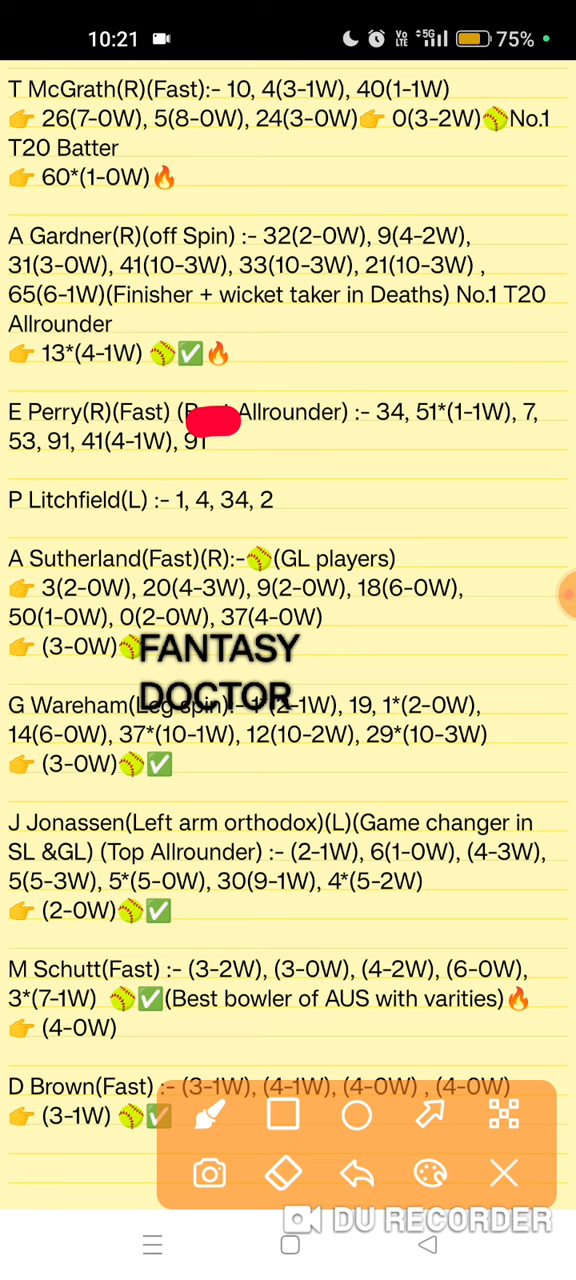 10:21 Vo LTE 5G 75%
T McGrath(R)(Fast):- 10, 4(3-1W), 40(1-1W)
👉 26(7-0W), 5(8-0W), 24(3-0W)👉 0(3-2W)🥎No.1
T20 Batter
👉 60*(1-0W)🔥
A Gardner(R)(off Spin) :- 32(2-0W), 9(4-2W),
31(3-0W), 41(10-3W), 33(10-3W), 21(10-3W) ,
65(6-1W)(Finisher + wicket taker in Deaths) No.1 T20
Allrounder
👉 13*(4-1W) 🥎✅🔥
E Perry(R)(Fast) ( Allrounder) :- 34, 51*(1-1W), 7,
53, 91, 41(4-1W), 91
P Litchfield(L) :- 1, 4, 34, 2
A Sutherland(Fast)(R):-🥎(GL players)
👉 3(2-0W), 20(4-3W), 9(2-0W), 18(6-0W),
50(1-0W), 0(2-0W), 37(4-0W)
👉 (3-0W)🥎
FANTASY
DOCTOR
G Wareham(Leg spin):- 1*(2-1W), 19, 1*(2-0W),
14(6-0W), 37*(10-1W), 12(10-2W), 29*(10-3W)
👉 (3-0W)🥎✅
J Jonassen(Left arm orthodox)(L)(Game changer in
SL &GL) (Top Allrounder) :- (2-1W), 6(1-0W), (4-3W),
5(5-3W), 5*(5-0W), 30(9-1W), 4*(5-2W)
👉 (2-0W)🥎✅
M Schutt(Fast) :- (3-2W), (3-0W), (4-2W), (6-0W),
3*(7-1W) 🥎✅(Best bowler of AUS with varities)🔥
👉 (4-0W)
D Brown(Fast) :- (3-1W), (4-1W), (4-0W) , (4-0W)
👉 (3-1W) 🥎✅
DU RECORDER